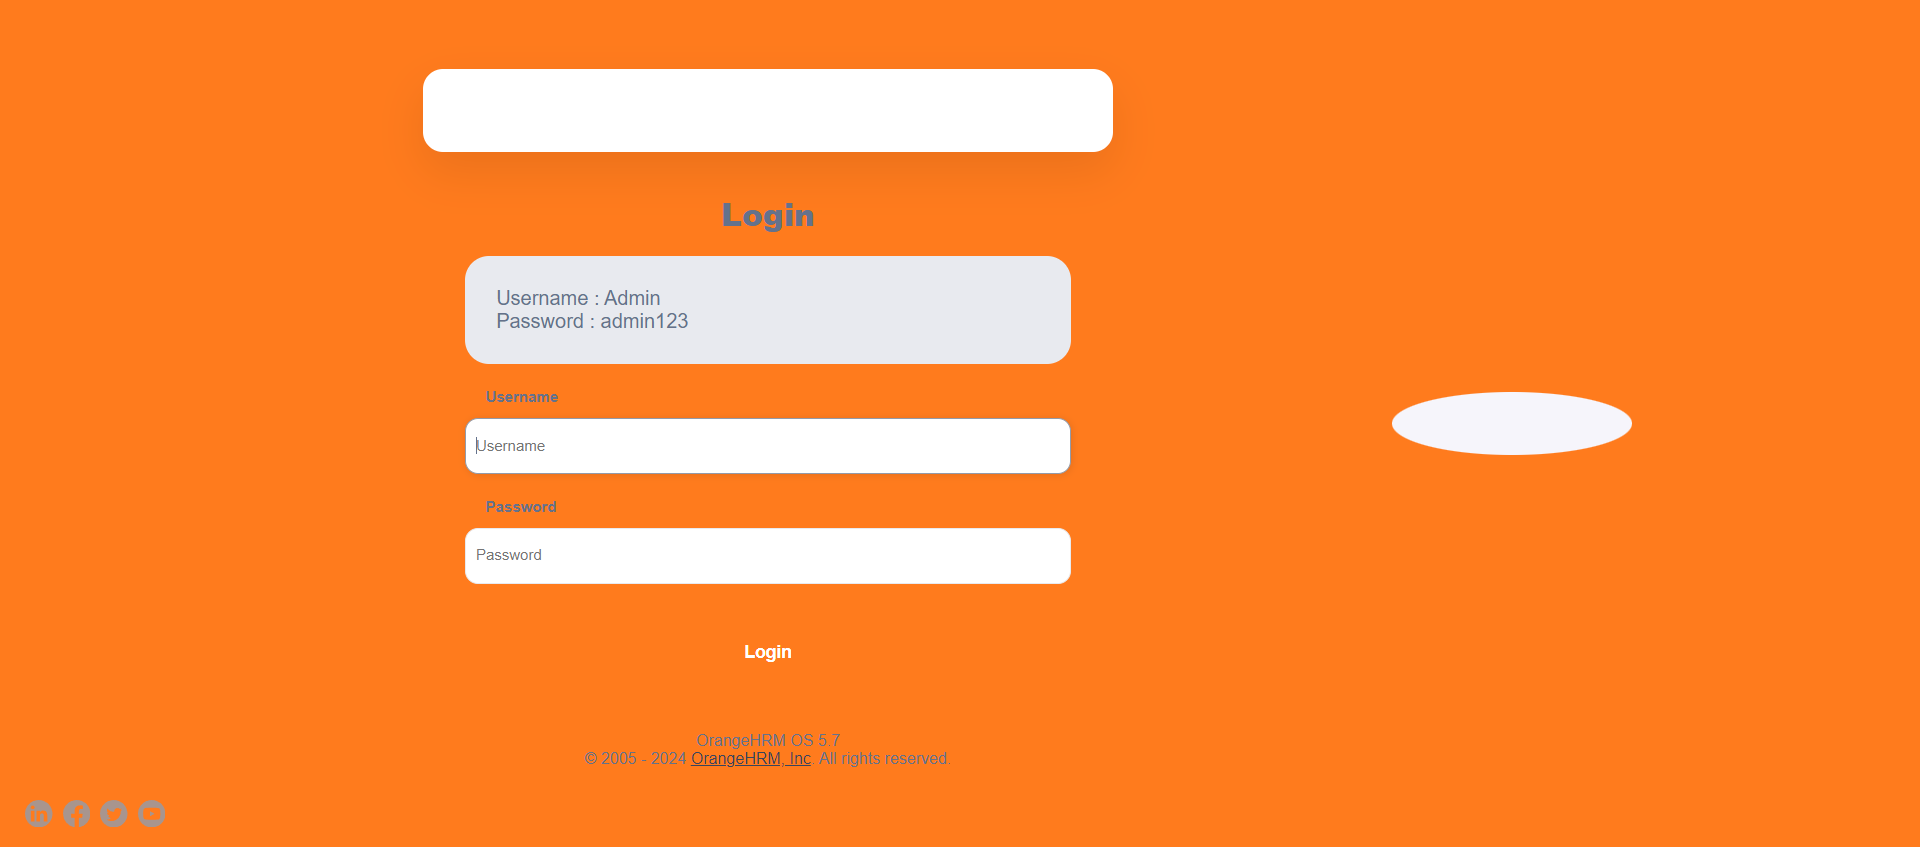 Login
Username : Admin
Password : admin123
Username
Username
Password
Password
Login
OrangeHRM OS 5.7
© 2005 - 2024 OrangeHRM, Inc. All rights reserved.